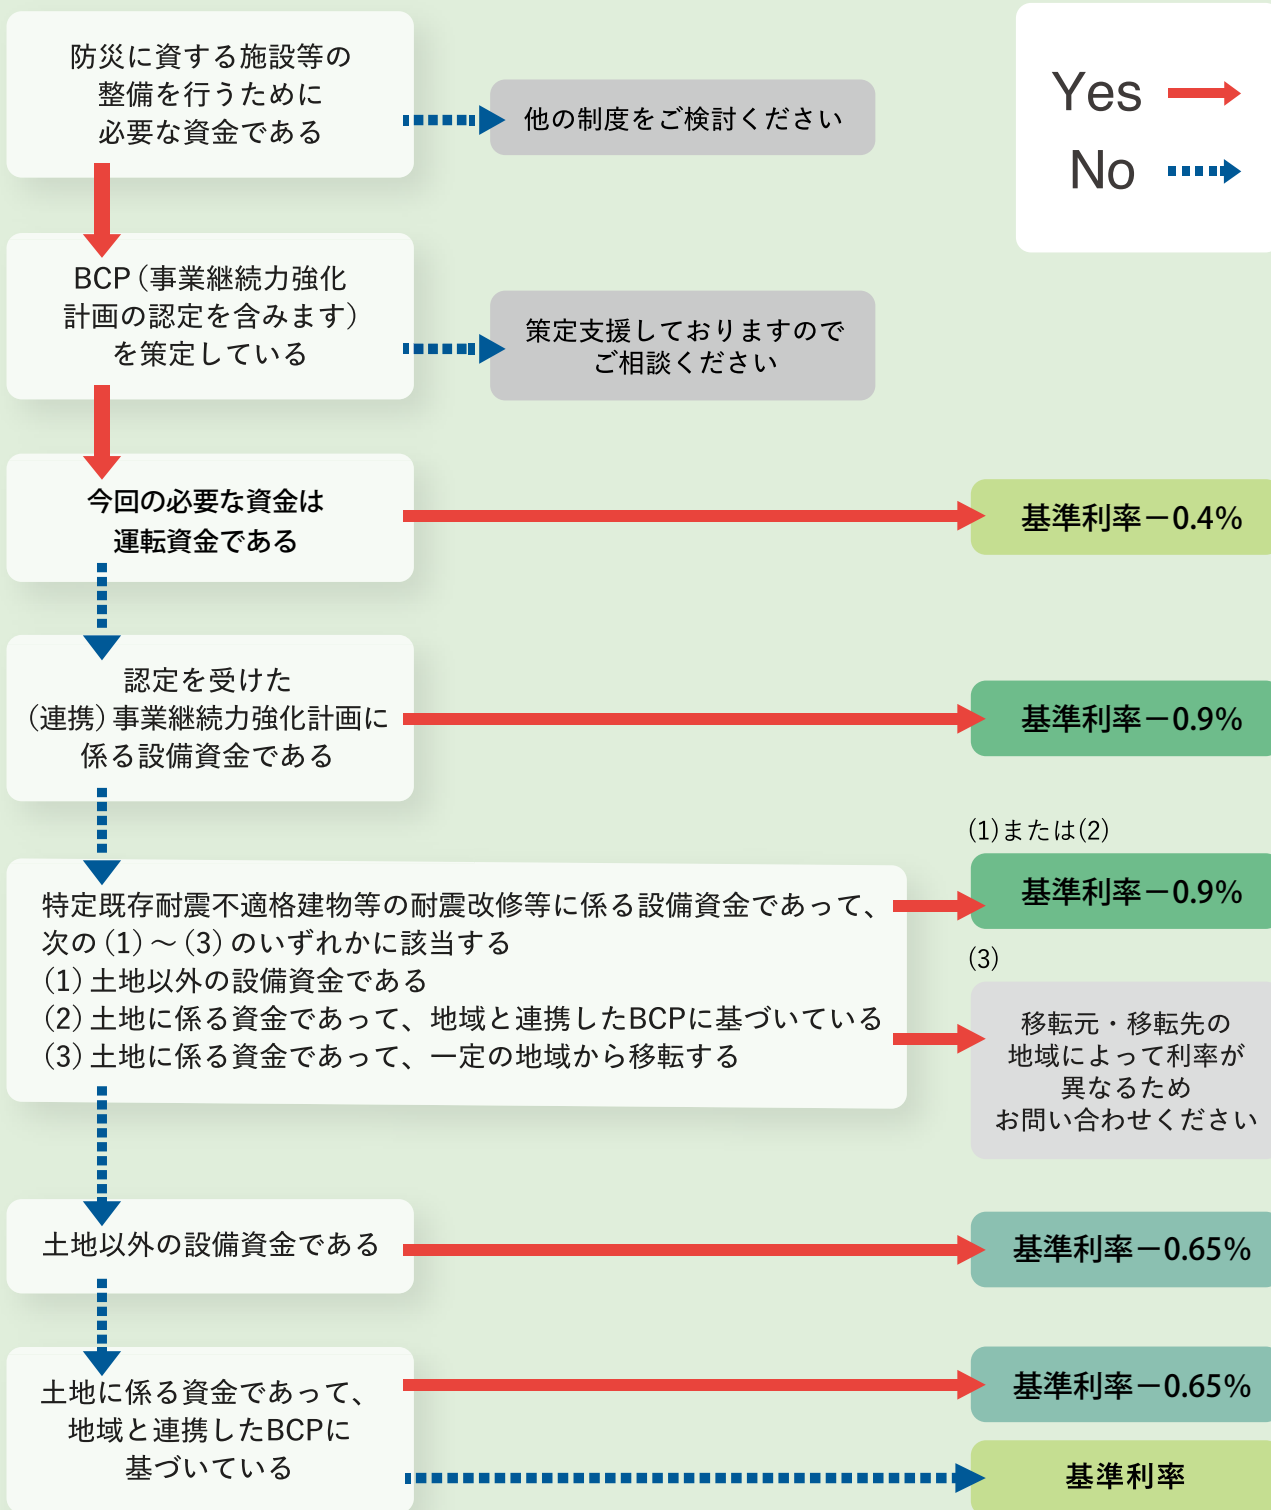 防災に資する施設等の
整備を行うために
必要な資金である
他の制度をご検討ください
Yes
No
BCP（事業継続力強化
計画の認定を含みます）
を策定している
策定支援しておりますので
ご相談ください
今回の必要な資金は
運転資金である
基準利率－0.4%
認定を受けた
（連携）事業継続力強化計画に
係る設備資金である
基準利率－0.9%
特定既存耐震不適格建物等の耐震改修等に係る設備資金であって、
次の（1）～（3）のいずれかに該当する
（1）土地以外の設備資金である
（2）土地に係る資金であって、地域と連携したBCPに基づいている
（3）土地に係る資金であって、一定の地域から移転する
(1)または(2)
基準利率－0.9%
(3)
移転元・移転先の
地域によって利率が
異なるため
お問い合わせください
土地以外の設備資金である
基準利率－0.65%
土地に係る資金であって、
地域と連携したBCPに
基づいている
基準利率－0.65%
基準利率